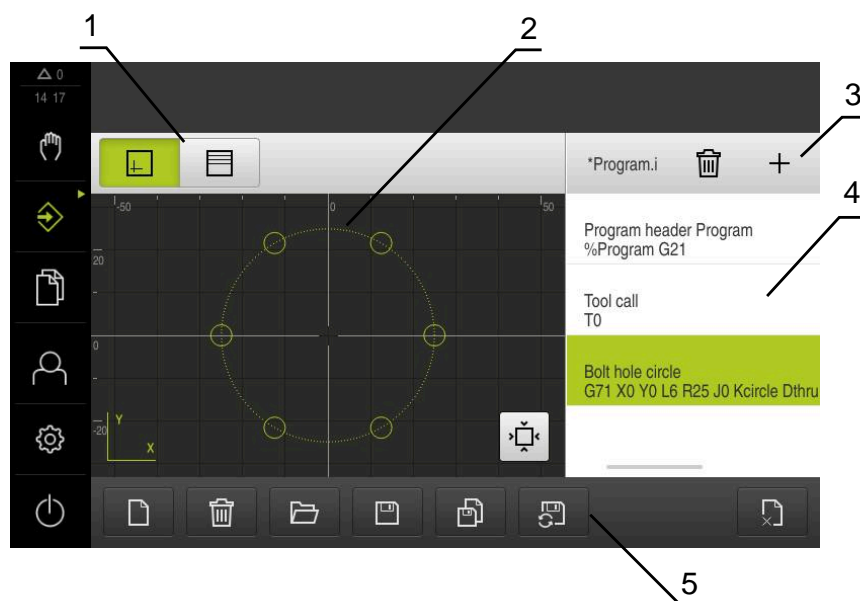 1
2
3
4
5
0
14 17
*Program.i
-50
0
50
20
0
-20
Y
X
Program header Program
%Program G21
Tool call
T0
Bolt hole circle
G71 X0 Y0 L6 R25 J0 Kcircle Dthru